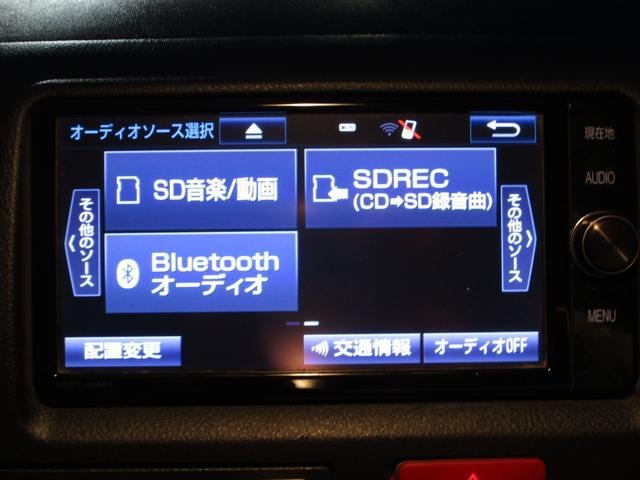 オーディオソース選択
現在地
SD音楽/動画
SDREC
(CD➡SD録音曲)
AUDIO
その他のソース
その他のソース
Bluetooth
オーディオ
MENU
配置変更
交通情報
オーディオOFF